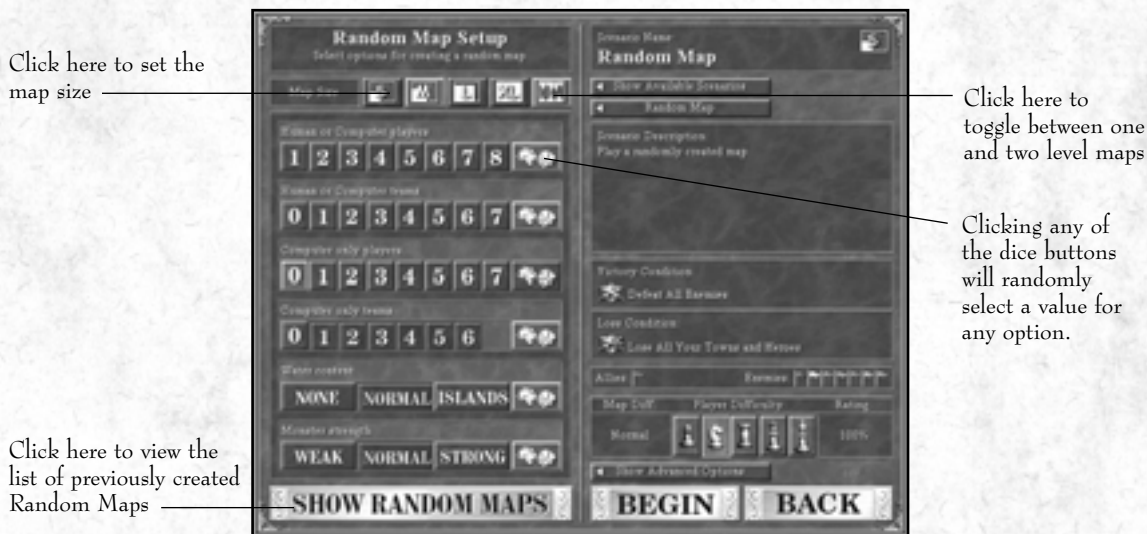 Click here to set the
map size
Click here to view the
list of previously created
Random Maps
Random Map Setup
Select options for creating a random map
Map Size
S M L XL
Human or Computer players
1 2 3 4 5 6 7 8
Human or Computer teams
0 1 2 3 4 5 6 7
Computer only players
0 1 2 3 4 5 6 7
Computer only teams
0 1 2 3 4 5 6
Water content
NONE NORMAL ISLANDS
Monster strength
WEAK NORMAL STRONG
SHOW RANDOM MAPS
Scenario Name
Random Map
Show Available Scenarios
Random Map
Scenario Description
Play a randomly created map
Victory Condition
Defeat All Enemies
Loss Condition
Lose All Your Towns and Heroes
Allies Enemies
Map Diff: Player Difficulty: Rating
Normal 100%
Show Advanced Options
BEGIN BACK
Click here to
toggle between one
and two level maps
Clicking any of
the dice buttons
will randomly
select a value for
any option.